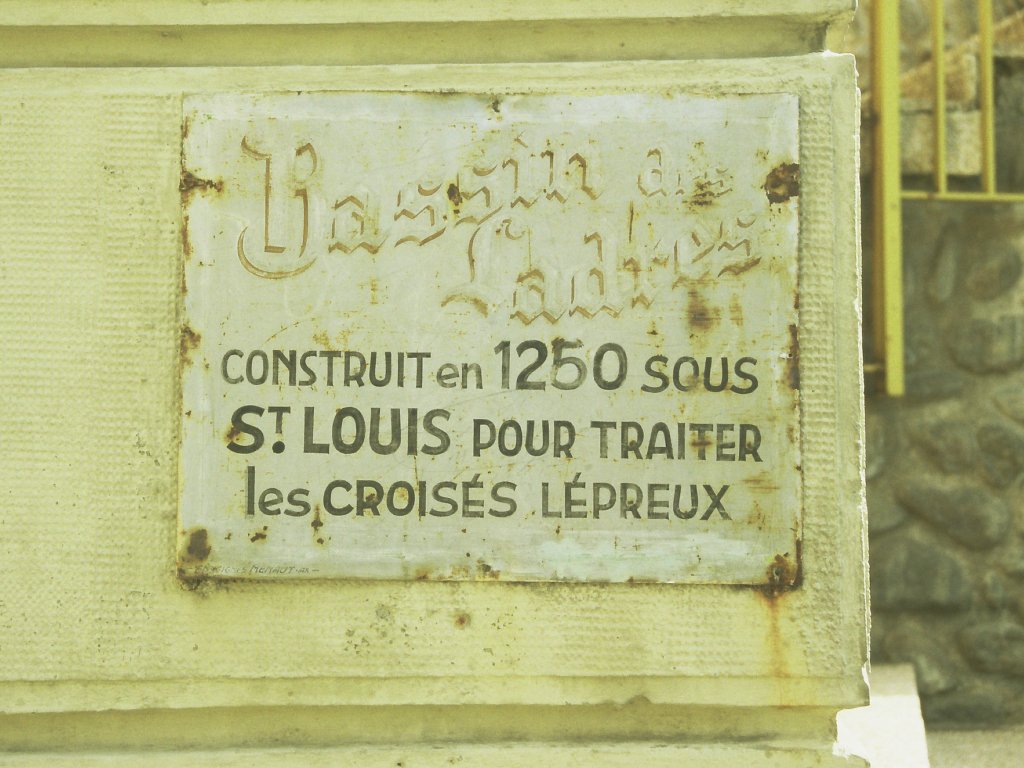 Bassin des
Ladres
CONSTRUIT en 1250 SOUS
ST. LOUIS POUR TRAITER
les CROISÉS LÉPREUX